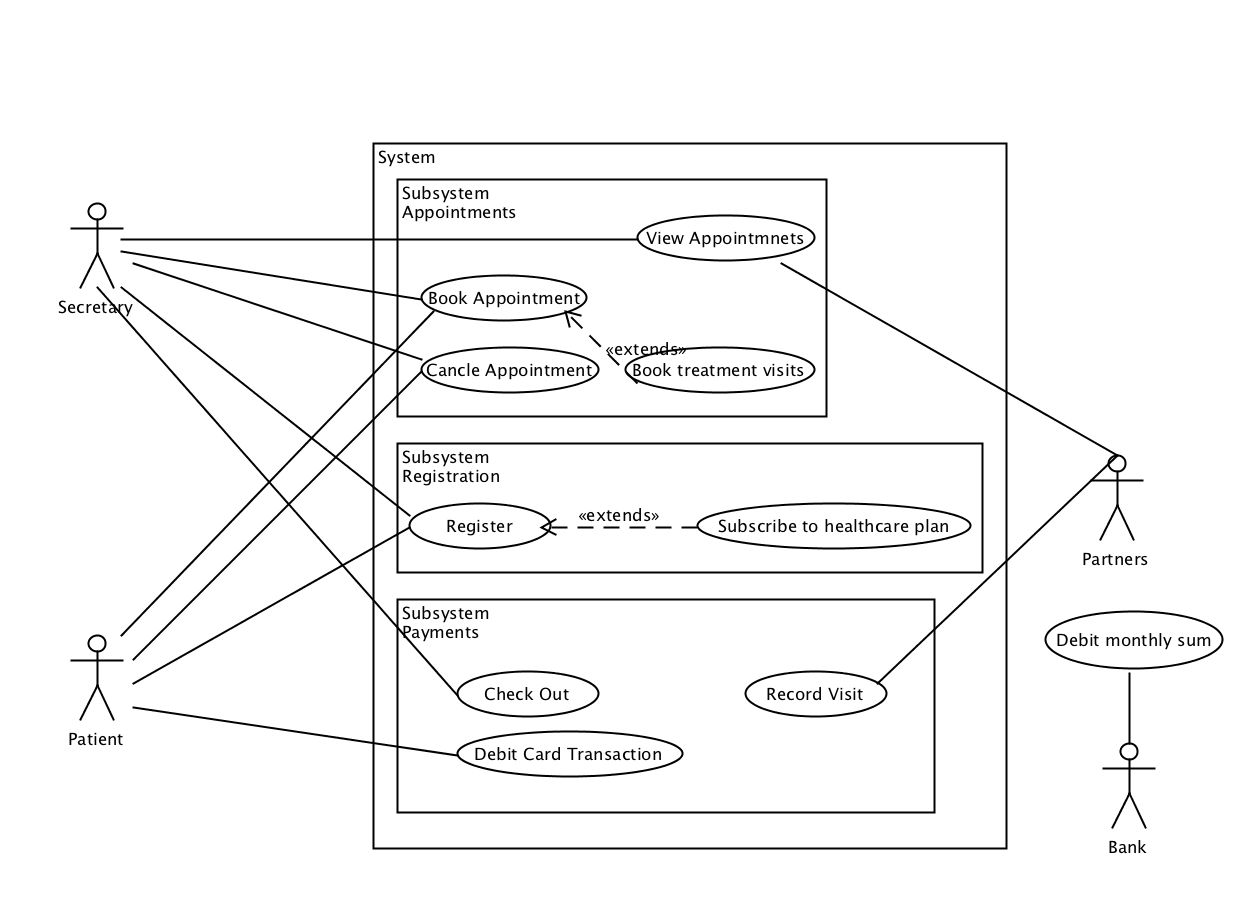 System
Subsystem
Appointments
View Appointmnets
Secretary
Book Appointment
«extends»
Cancle Appointment
Book treatment visits
Subsystem
Registration
«extends»
Register
Subscribe to healthcare plan
Partners
Subsystem
Payments
Debit monthly sum
Check Out
Record Visit
Patient
Debit Card Transaction
Bank